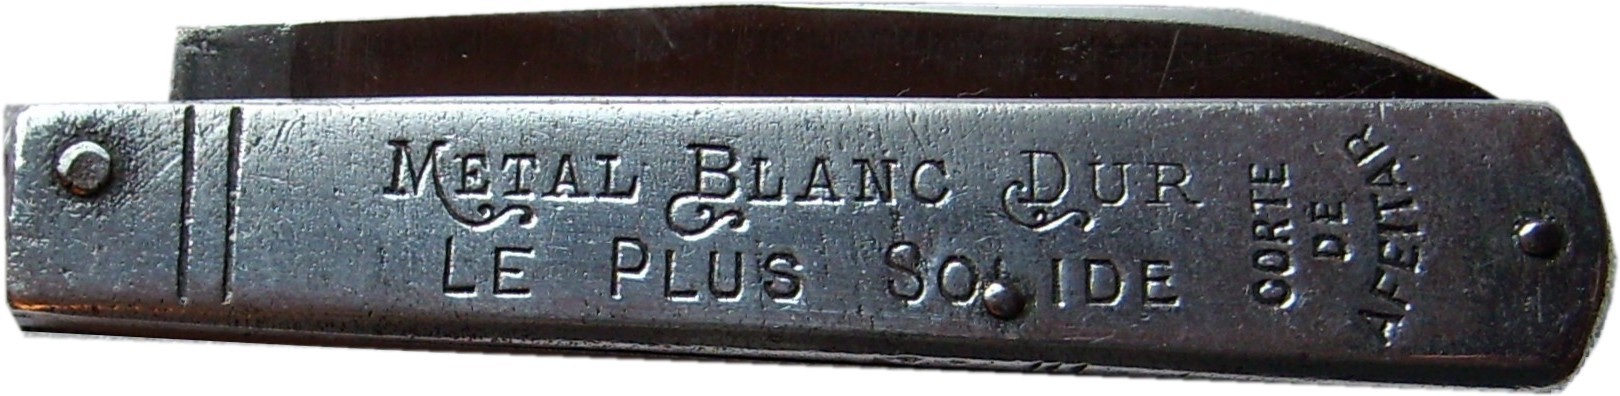 METAL BLANC DUR
LE PLUS SOLIDE
CORTE
DE
AFEITAR